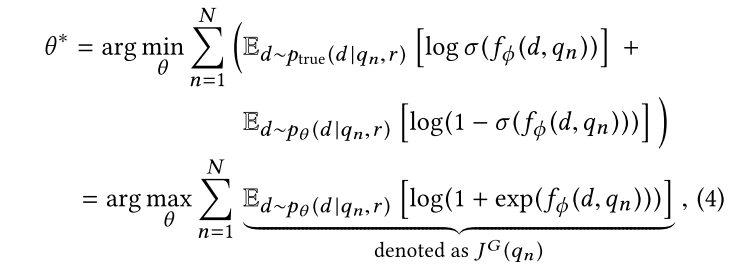 θ* = arg min_θ ∑_{n=1}^{N} ( 𝔼_{d∼p_true(d|q_n,r)} [log σ(f_ϕ(d, q_n))] +
𝔼_{d∼p_θ(d|q_n,r)} [log(1 − σ(f_ϕ(d, q_n)))] )
= arg max_θ ∑_{n=1}^{N} 𝔼_{d∼p_θ(d|q_n,r)} [log(1 + exp(f_ϕ(d, q_n)))] , (4)
denoted as J^G(q_n)